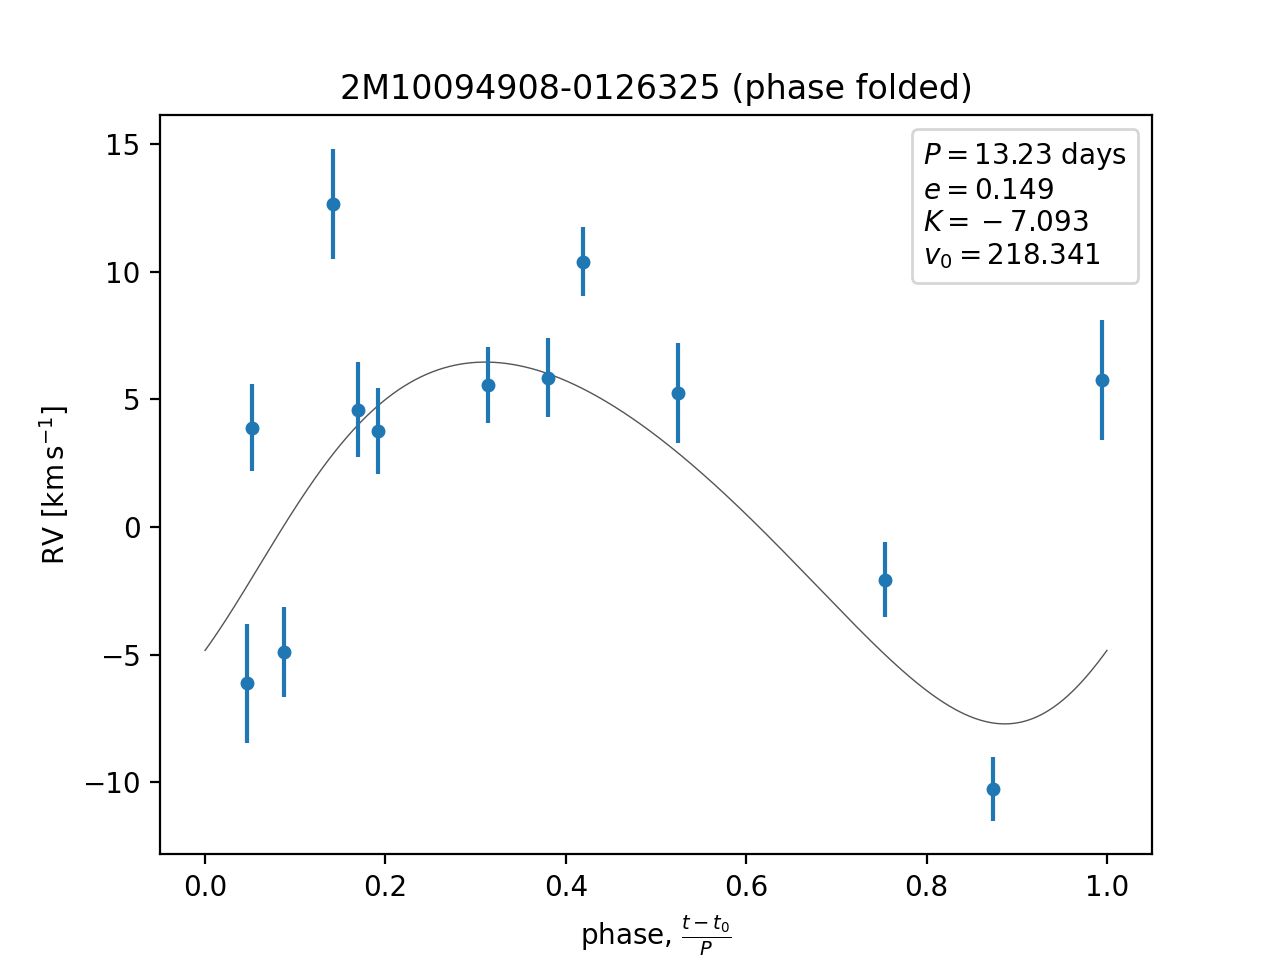 2M10094908-0126325 (phase folded)
P = 13.23 days
e = 0.149
K = −7.093
v₀ = 218.341
15
10
5
0
−5
−10
RV [km s⁻¹]
0.0 0.2 0.4 0.6 0.8 1.0
phase, (t − t₀)/P